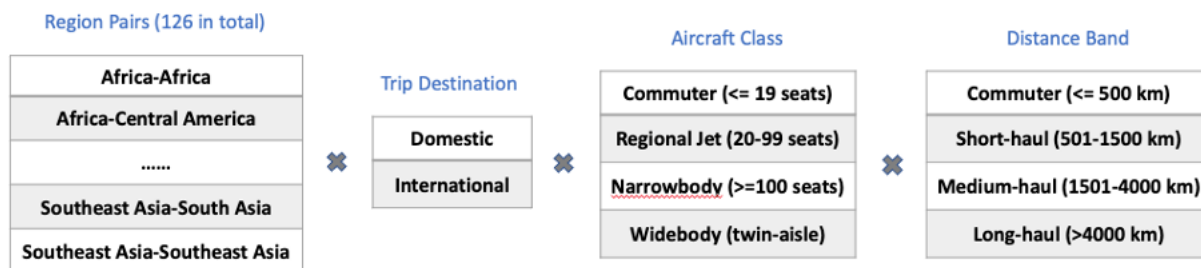 Region Pairs (126 in total)
Africa-Africa
Africa-Central America
......
Southeast Asia-South Asia
Southeast Asia-Southeast Asia
Trip Destination
Domestic
International
Aircraft Class
Commuter (<= 19 seats)
Regional Jet (20-99 seats)
Narrowbody (>=100 seats)
Widebody (twin-aisle)
Distance Band
Commuter (<= 500 km)
Short-haul (501-1500 km)
Medium-haul (1501-4000 km)
Long-haul (>4000 km)